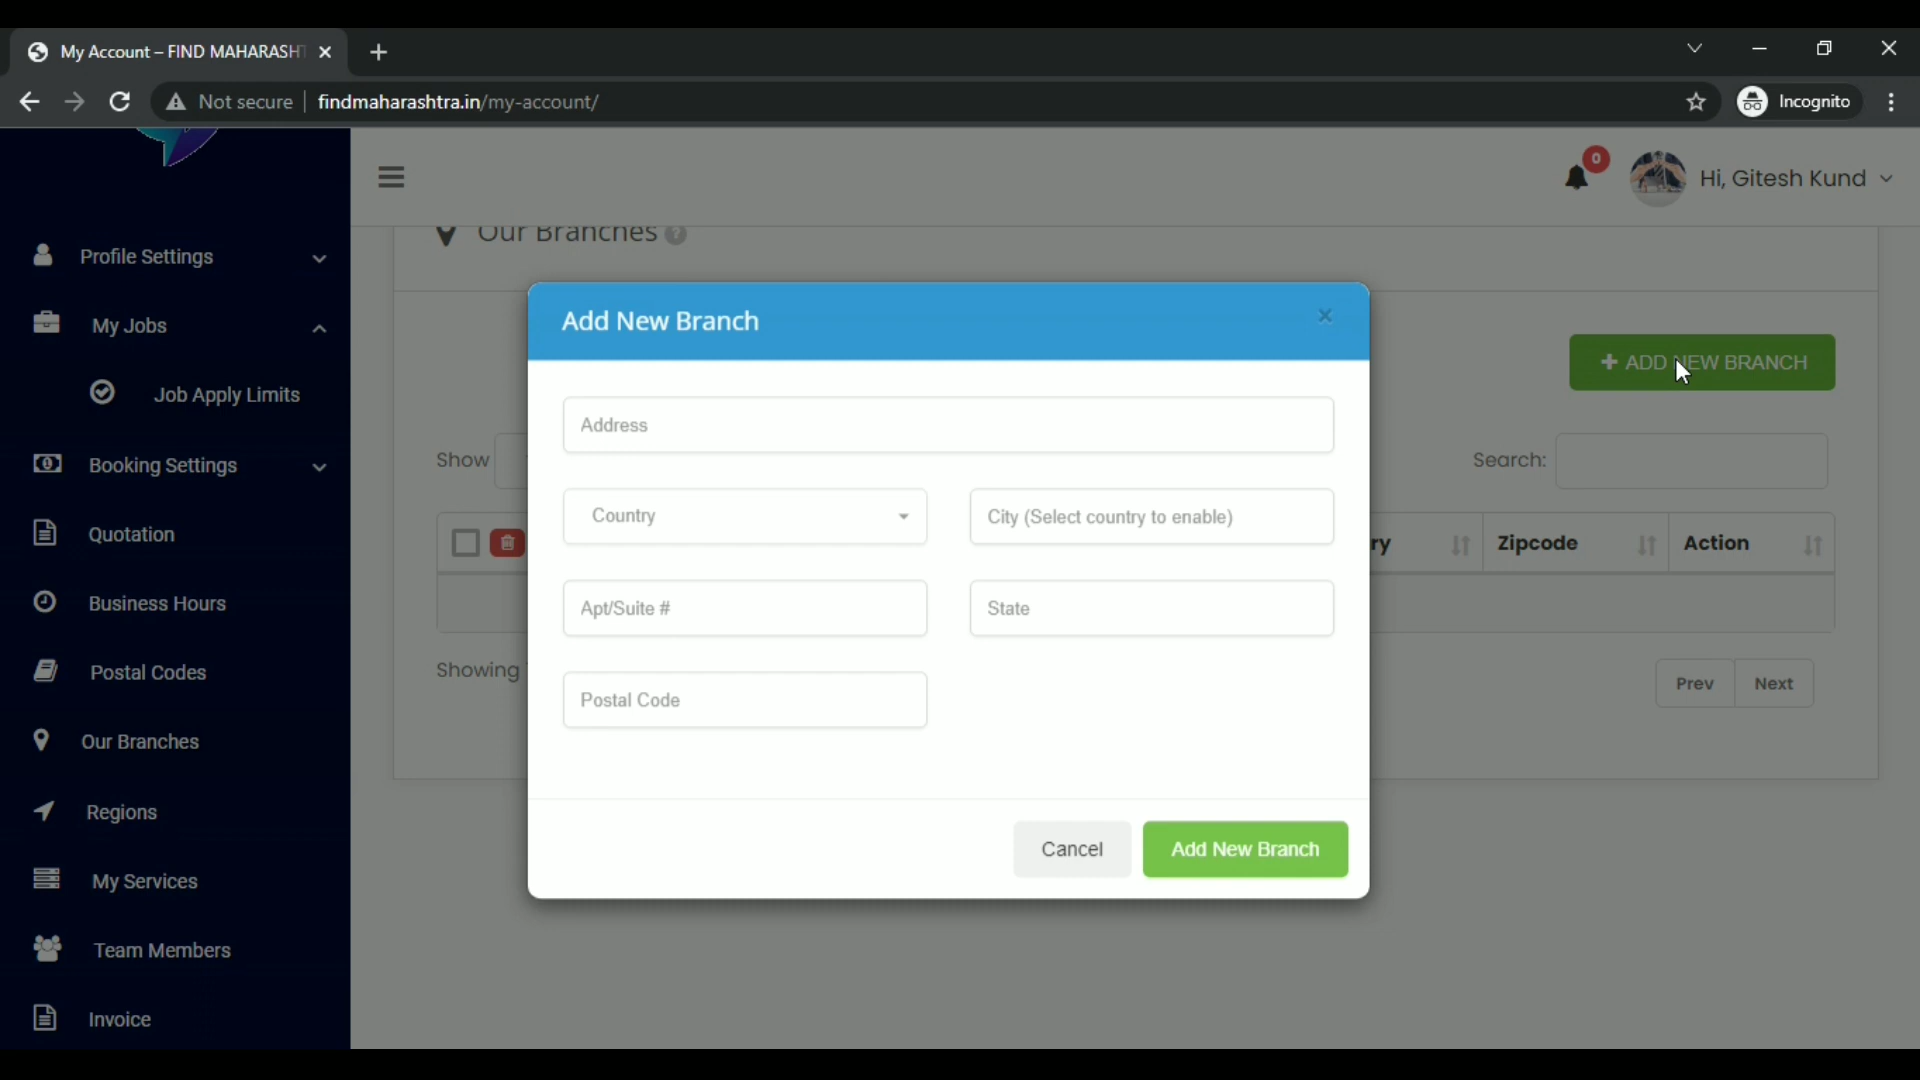 My Account – FIND MAHARASHT
Not secure
findmaharashtra.in/my-account/
Incognito
0
Hi, Gitesh Kund
Our Branches
?
Profile Settings
My Jobs
Job Apply Limits
Booking Settings
Quotation
Business Hours
Postal Codes
Our Branches
Regions
My Services
Team Members
Invoice
+ ADD NEW BRANCH
Show
Search:
ry
Zipcode
Action
Showing
Prev
Next
Add New Branch
×
Address
Country
City (Select country to enable)
Apt/Suite #
State
Postal Code
Cancel
Add New Branch